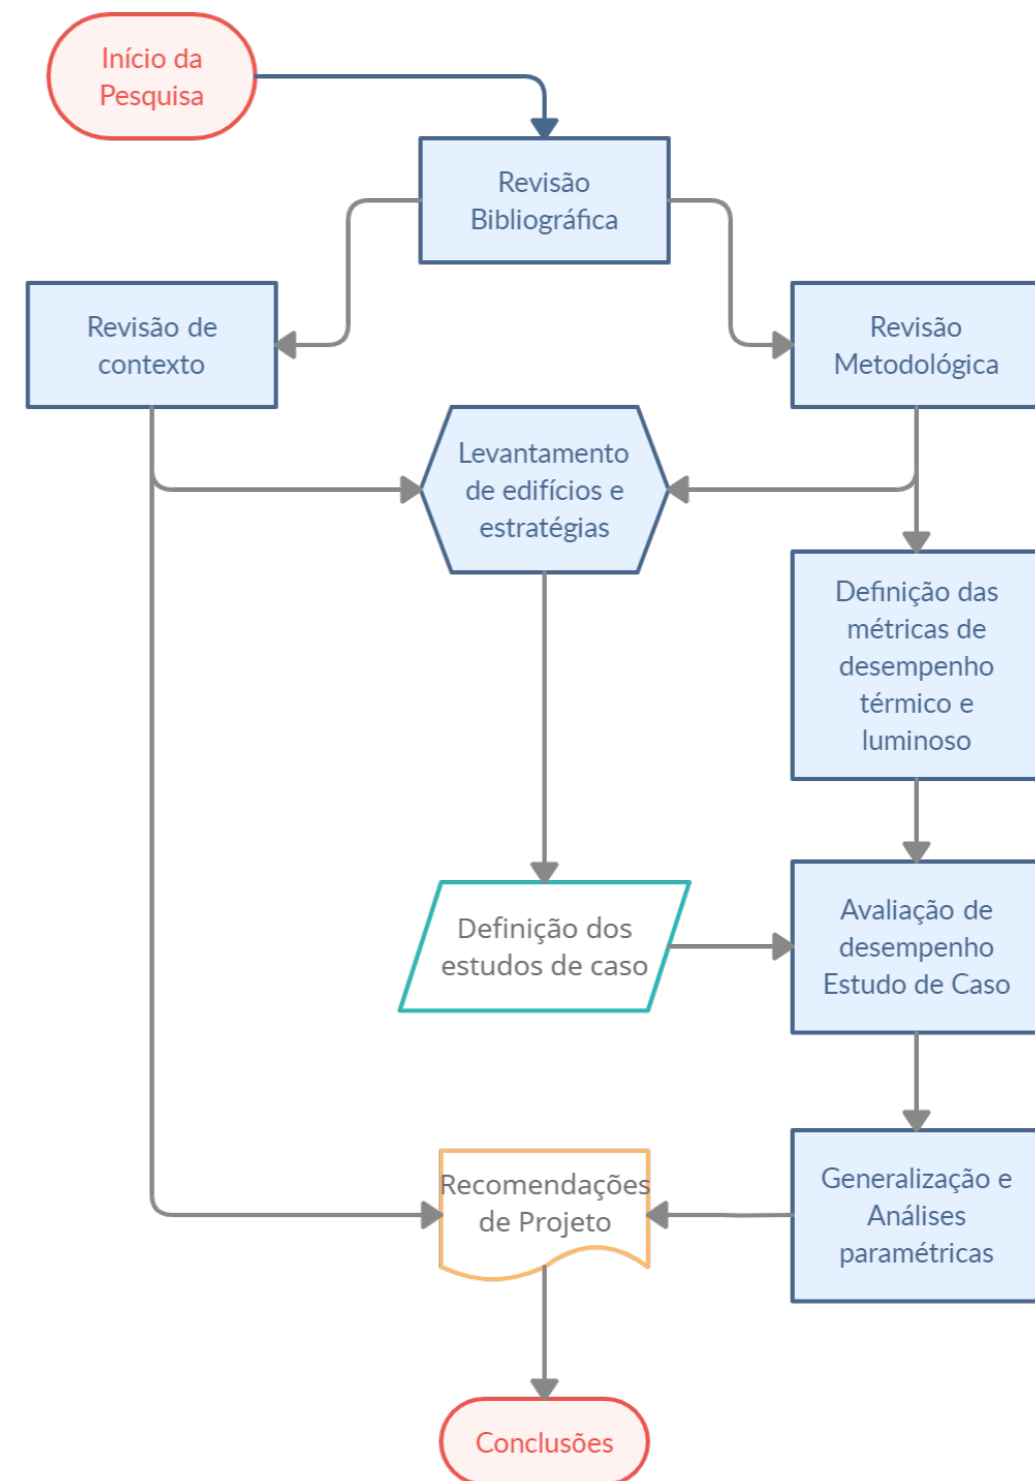 Início da
Pesquisa
Revisão
Bibliográfica
Revisão de
contexto
Revisão
Metodológica
Levantamento
de edifícios e
estratégias
Definição das
métricas de
desempenho
térmico e
luminoso
Definição dos
estudos de caso
Avaliação de
desempenho
Estudo de Caso
Recomendações
de Projeto
Generalização e
Análises
paramétricas
Conclusões